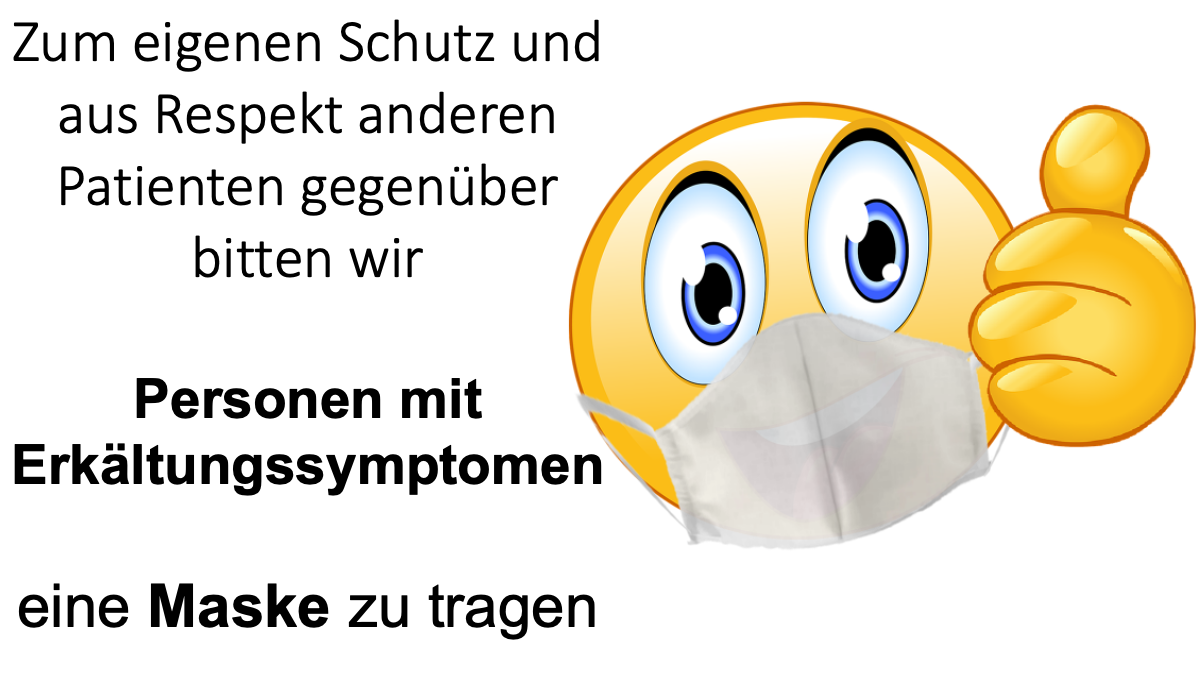 Zum eigenen Schutz und
aus Respekt anderen
Patienten gegenüber
bitten wir
Personen mit
Erkältungssymptomen
eine Maske zu tragen